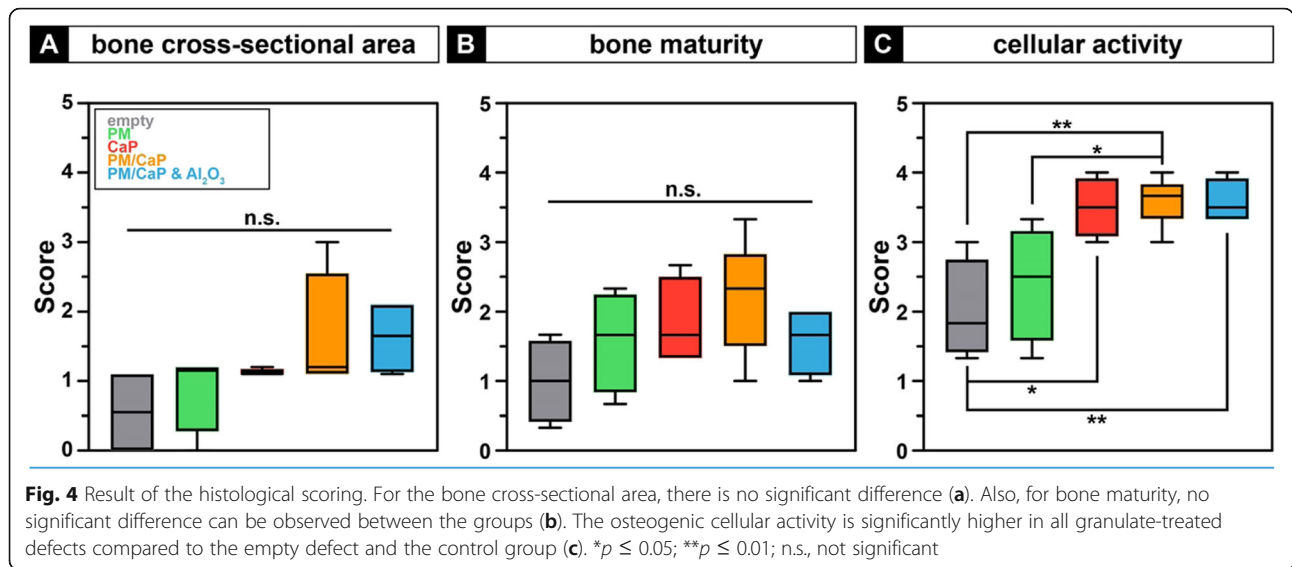 A bone cross-sectional area
B bone maturity
C cellular activity
5
4
3
2
1
0
Score
empty
PM
CaP
PM/CaP
PM/CaP & Al₂O₃
n.s.
5
4
3
2
1
0
Score
n.s.
5
4
3
2
1
0
Score
**
*
*
**
Fig. 4 Result of the histological scoring. For the bone cross-sectional area, there is no significant difference (a). Also, for bone maturity, no
significant difference can be observed between the groups (b). The osteogenic cellular activity is significantly higher in all granulate-treated
defects compared to the empty defect and the control group (c). *p ≤ 0.05; **p ≤ 0.01; n.s., not significant